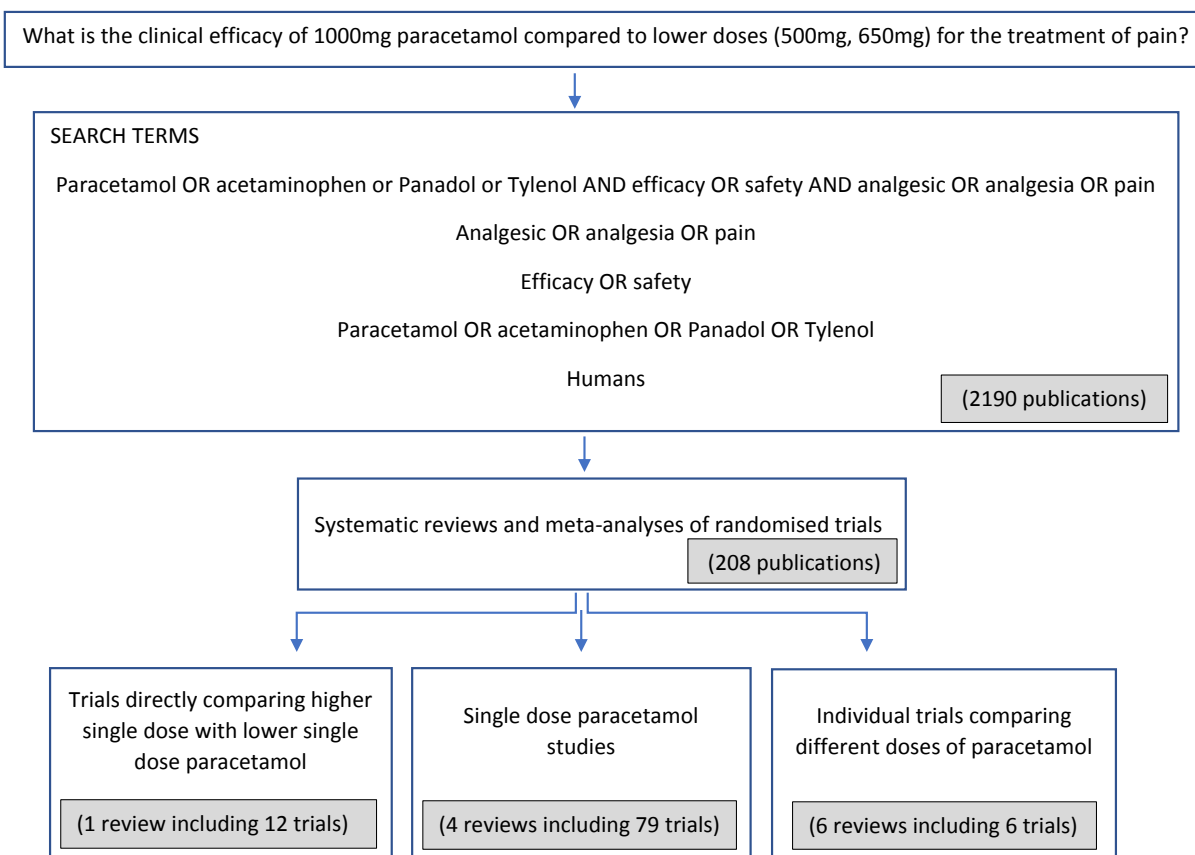 What is the clinical efficacy of 1000mg paracetamol compared to lower doses (500mg, 650mg) for the treatment of pain?
SEARCH TERMS
Paracetamol OR acetaminophen or Panadol or Tylenol AND efficacy OR safety AND analgesic OR analgesia OR pain
Analgesic OR analgesia OR pain
Efficacy OR safety
Paracetamol OR acetaminophen OR Panadol OR Tylenol
Humans
(2190 publications)
Systematic reviews and meta-analyses of randomised trials
(208 publications)
Trials directly comparing higher
single dose with lower single
dose paracetamol
(1 review including 12 trials)
Single dose paracetamol
studies
(4 reviews including 79 trials)
Individual trials comparing
different doses of paracetamol
(6 reviews including 6 trials)